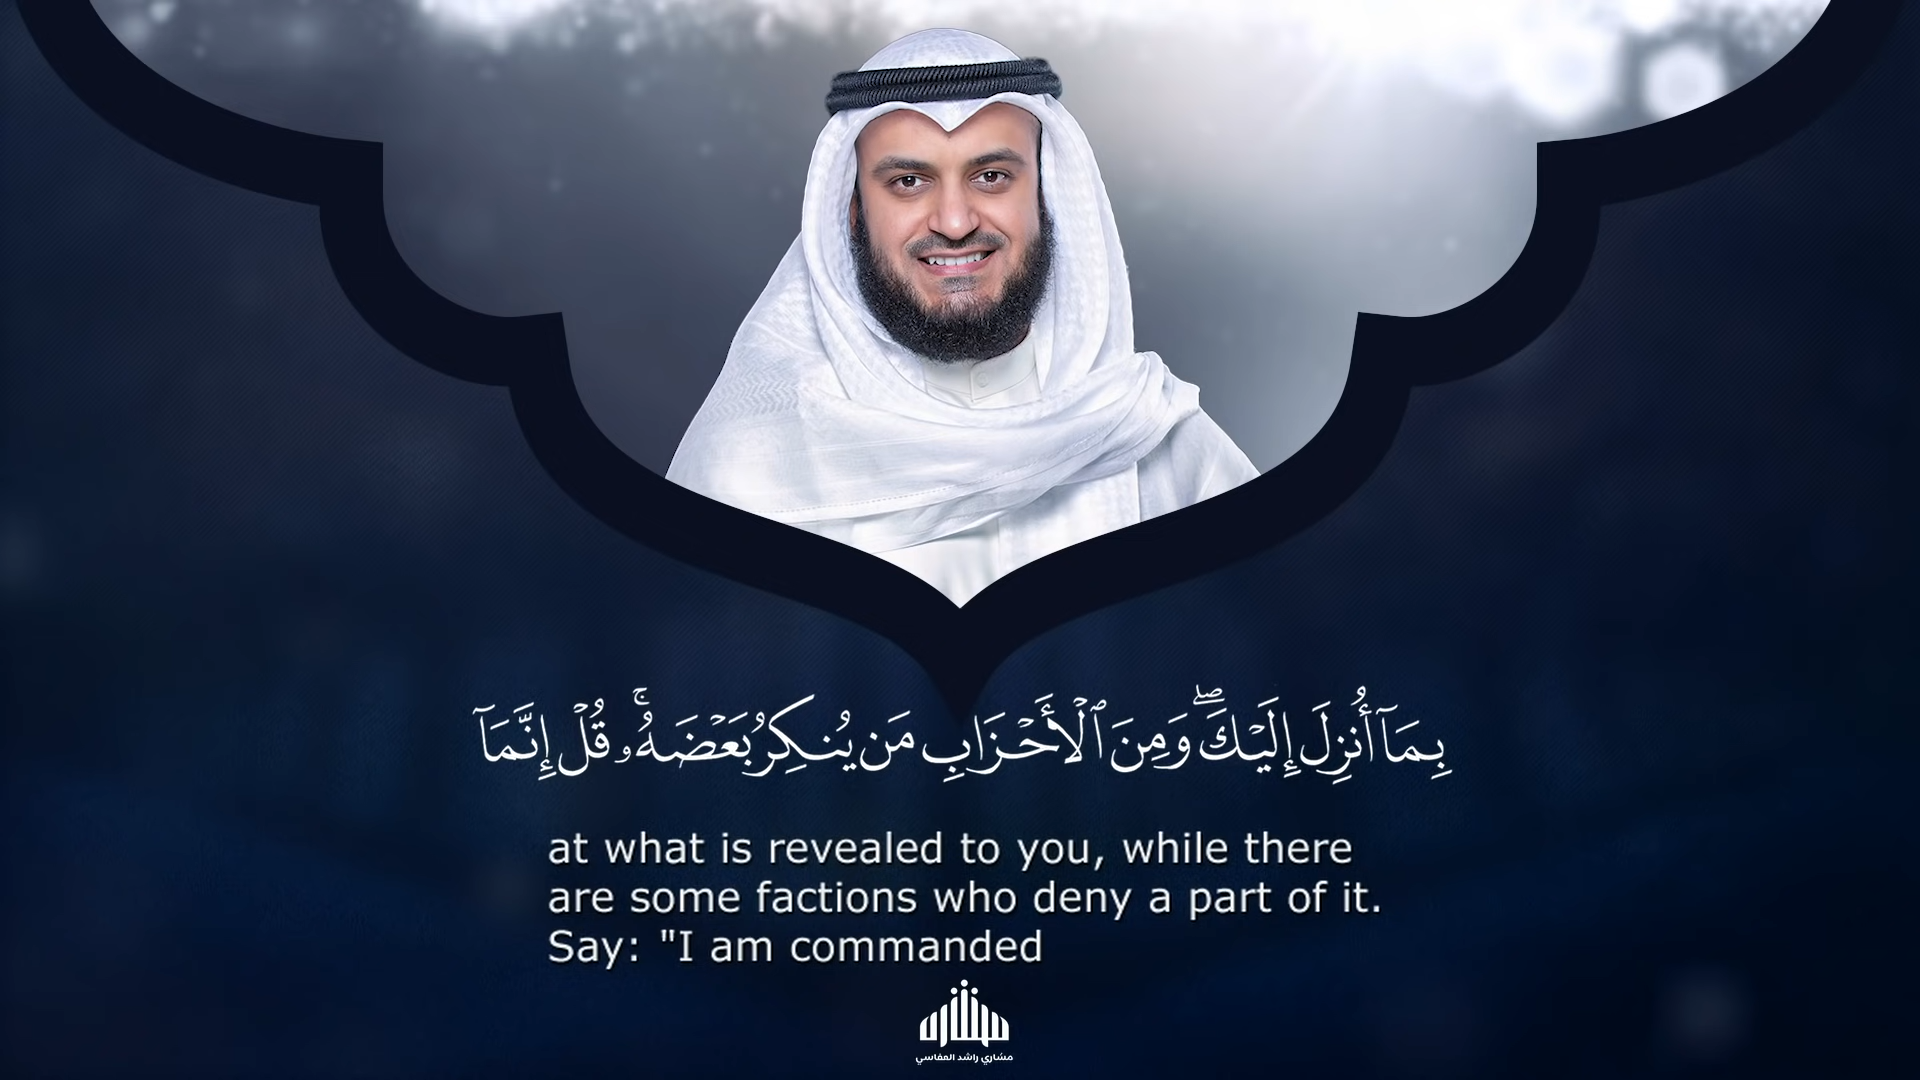 بِمَآ أُنزِلَ إِلَيْكَ ۖ وَمِنَ ٱلْأَحْزَابِ مَن يُنكِرُ بَعْضَهُۥ ۚ قُلْ إِنَّمَآ
at what is revealed to you, while there
are some factions who deny a part of it.
Say: "I am commanded
مشاري راشد العفاسي